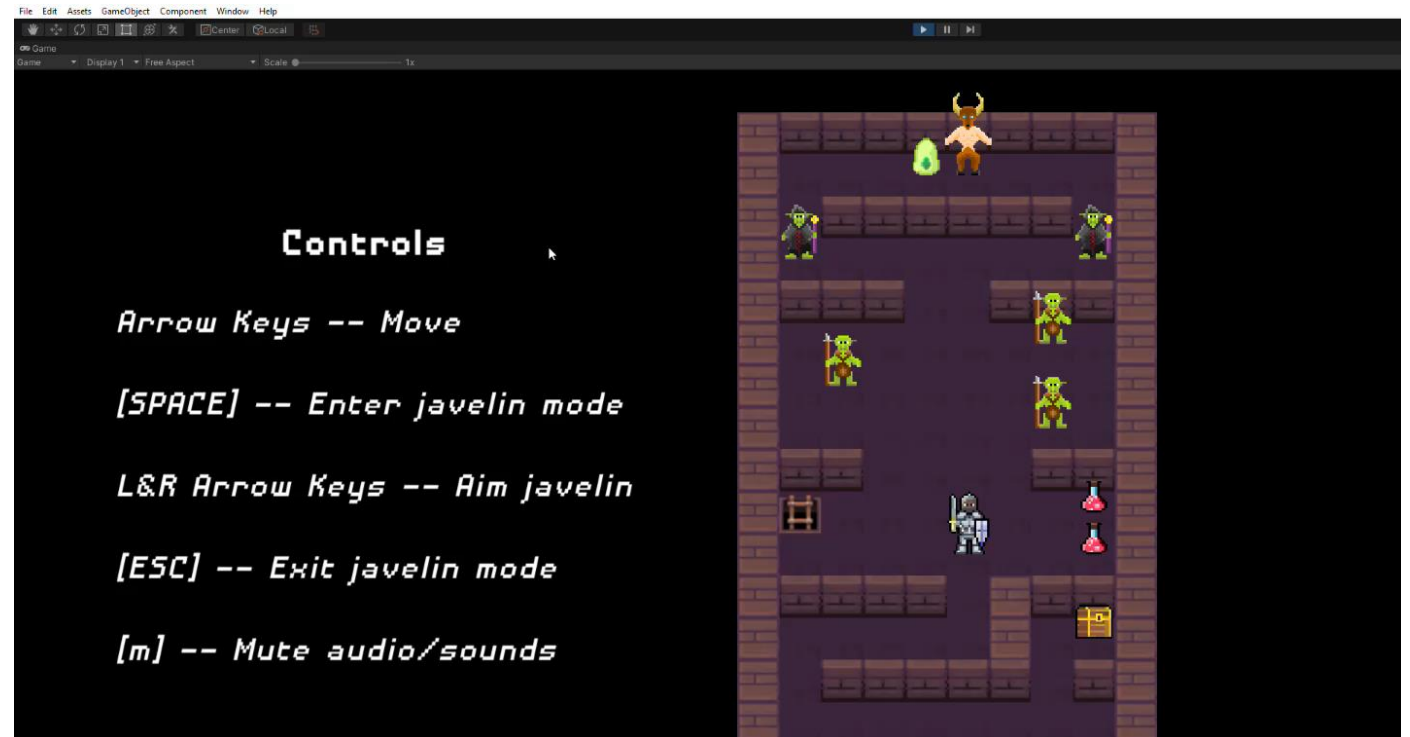 File Edit Assets GameObject Component Window Help
Center Local
Game
Game Display 1 Free Aspect Scale 1x
Controls
Arrow Keys -- Move
[SPACE] -- Enter javelin mode
L&R Arrow Keys -- Aim javelin
[ESC] -- Exit javelin mode
[m] -- Mute audio/sounds